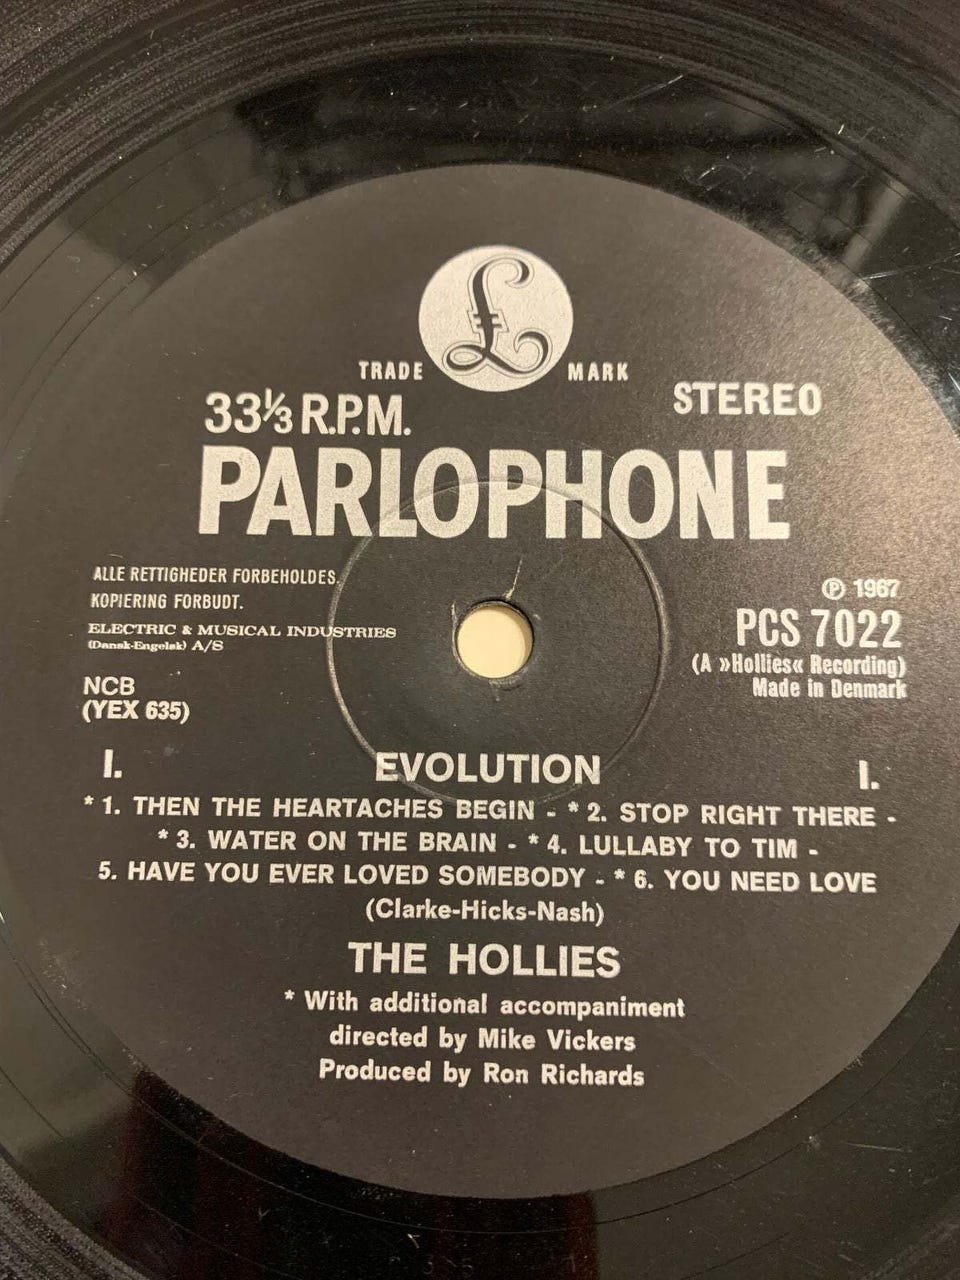 £
TRADE MARK
33⅓ R.P.M. STEREO
PARLOPHONE
ALLE RETTIGHEDER FORBEHOLDES.
KOPIERING FORBUDT.
ELECTRIC & MUSICAL INDUSTRIES
(Dansk-Engelsk) A/S
NCB
(YEX 635)
℗ 1967
PCS 7022
(A »Hollies« Recording)
Made in Denmark
I. EVOLUTION I.
* 1. THEN THE HEARTACHES BEGIN - * 2. STOP RIGHT THERE -
* 3. WATER ON THE BRAIN - * 4. LULLABY TO TIM -
5. HAVE YOU EVER LOVED SOMEBODY - * 6. YOU NEED LOVE
(Clarke-Hicks-Nash)
THE HOLLIES
* With additional accompaniment
directed by Mike Vickers
Produced by Ron Richards